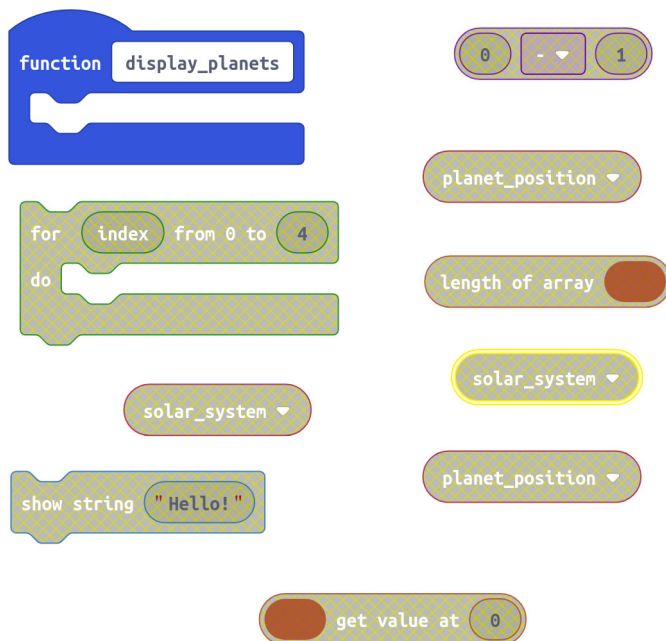 function display_planets
0 - 1
planet_position
for index from 0 to 4
do
length of array
solar_system
solar_system
show string "Hello!"
planet_position
get value at 0